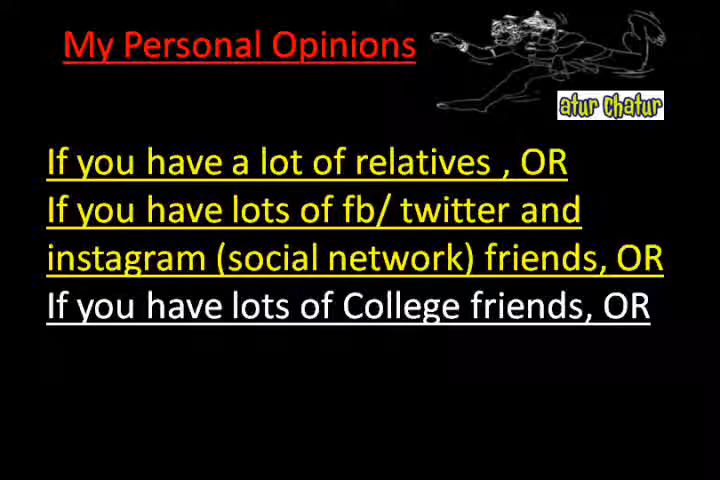 My Personal Opinions
atur chatur
If you have a lot of relatives , OR
If you have lots of fb/ twitter and
instagram (social network) friends, OR
If you have lots of College friends, OR